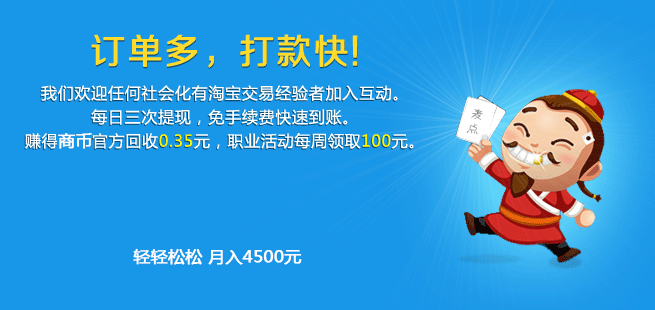 订单多，打款快！
我们欢迎任何社会化有淘宝交易经验者加入互动。
每日三次提现，免手续费快速到账。
赚得商币官方回收0.35元，职业活动每周领取100元。
麦点
轻轻松松 月入4500元